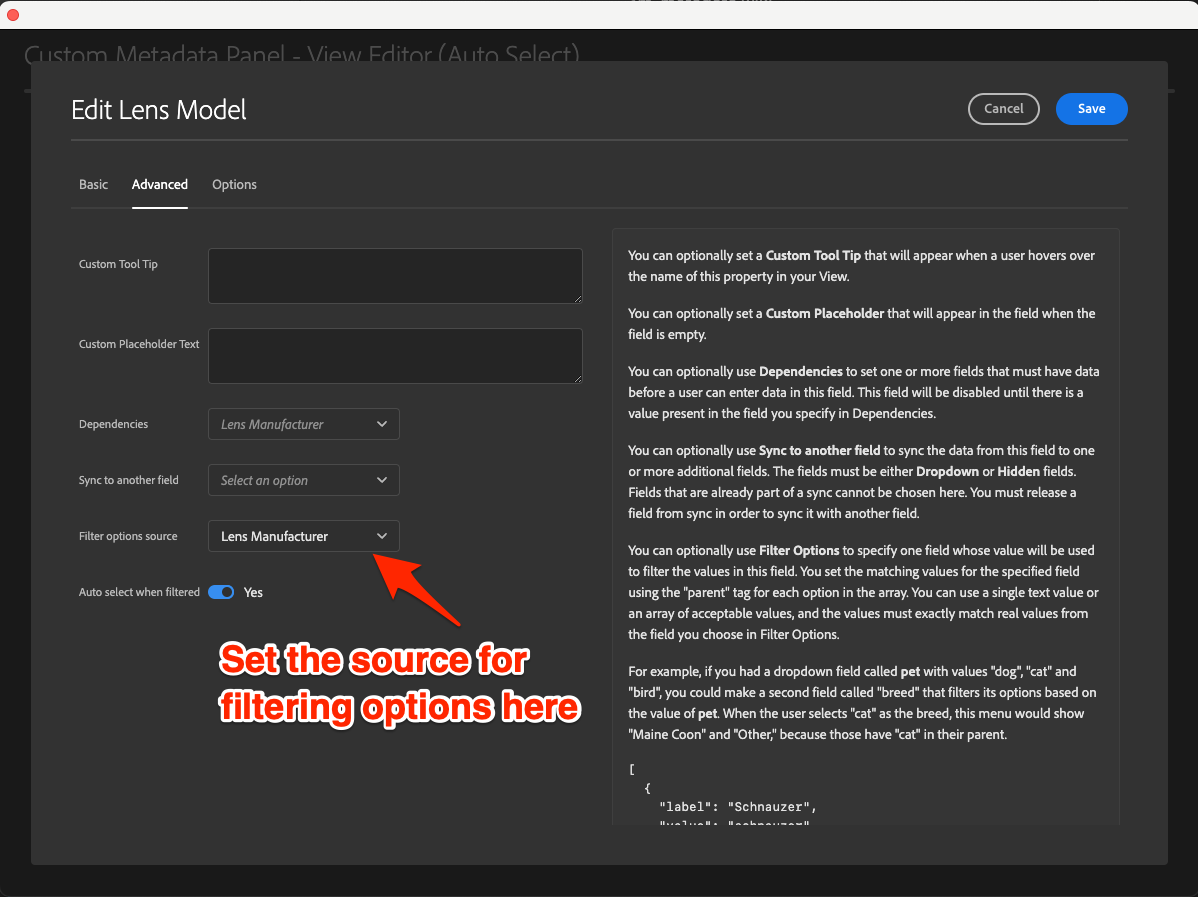 Custom Metadata Panel - View Editor (Auto Select)
Edit Lens Model
Cancel
Save
Basic
Advanced
Options
Custom Tool Tip
Custom Placeholder Text
Dependencies
Lens Manufacturer
Sync to another field
Select an option
Filter options source
Lens Manufacturer
Auto select when filtered
Yes
Set the source for
filtering options here
You can optionally set a Custom Tool Tip that will appear when a user hovers over
the name of this property in your View.
You can optionally set a Custom Placeholder that will appear in the field when the
field is empty.
You can optionally use Dependencies to set one or more fields that must have data
before a user can enter data in this field. This field will be disabled until there is a
value present in the field you specify in Dependencies.
You can optionally use Sync to another field to sync the data from this field to one
or more additional fields. The fields must be either Dropdown or Hidden fields.
Fields that are already part of a sync cannot be chosen here. You must release a
field from sync in order to sync it with another field.
You can optionally use Filter Options to specify one field whose value will be used
to filter the values in this field. You set the matching values for the specified field
using the "parent" tag for each option in the array. You can use a single text value or
an array of acceptable values, and the values must exactly match real values from
the field you choose in Filter Options.
For example, if you had a dropdown field called pet with values "dog", "cat" and
"bird", you could make a second field called "breed" that filters its options based on
the value of pet. When the user selects "cat" as the breed, this menu would show
"Maine Coon" and "Other," because those have "cat" in their parent.
[
{
"label": "Schnauzer",
"value": "schnauzer"